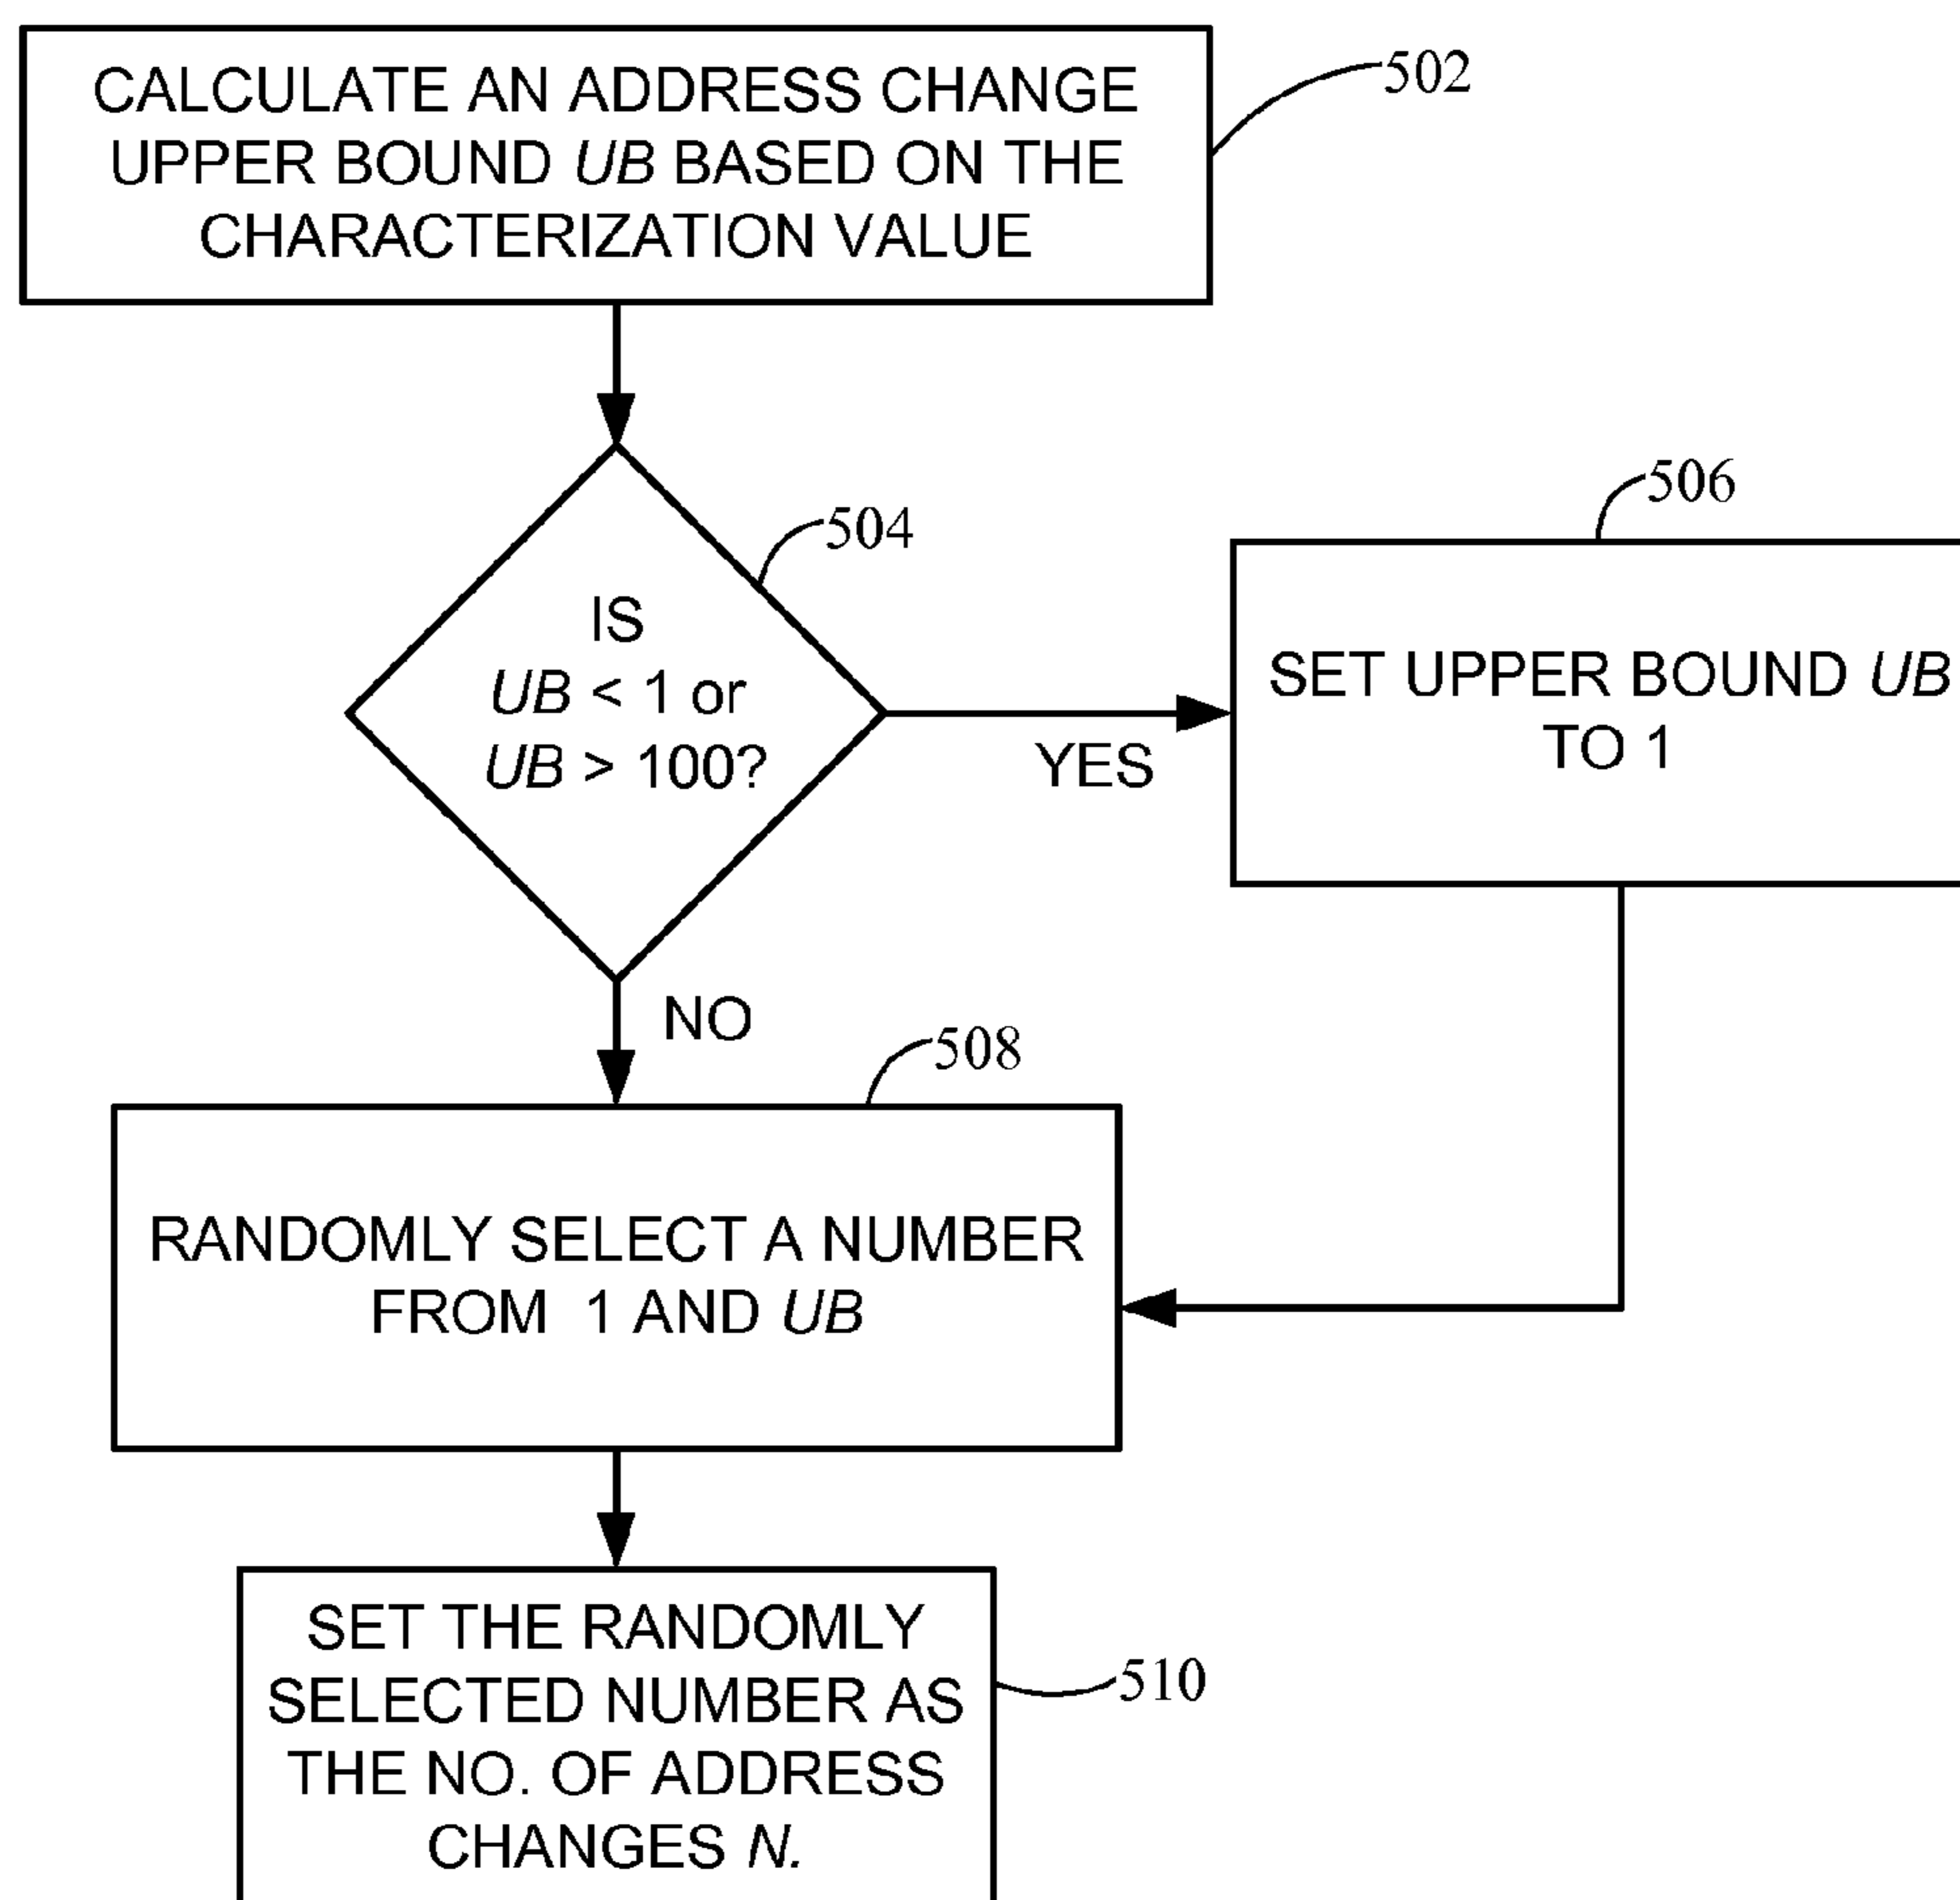 CALCULATE AN ADDRESS CHANGE
UPPER BOUND UB BASED ON THE
CHARACTERIZATION VALUE
502
504
IS
UB < 1 or
UB > 100?
YES
506
SET UPPER BOUND UB
TO 1
NO
508
RANDOMLY SELECT A NUMBER
FROM 1 AND UB
SET THE RANDOMLY
SELECTED NUMBER AS
THE NO. OF ADDRESS
CHANGES N.
510